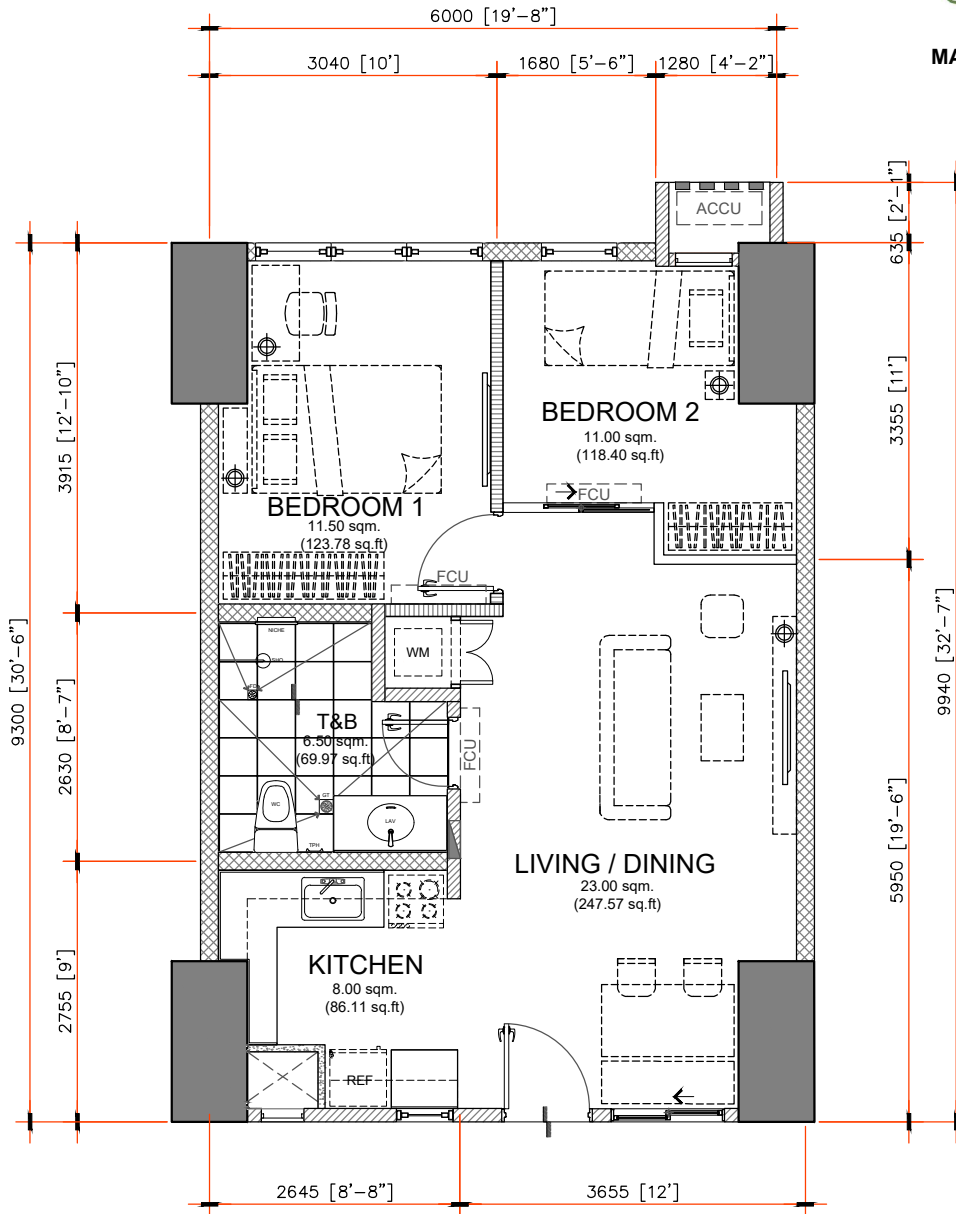 6000 [19'-8"]
3040 [10']
1680 [5'-6"]
1280 [4'-2"]
MA
635 [2'-1"]
ACCU
3915 [12'-10"]
3355 [11']
BEDROOM 2
11.00 sqm.
(118.40 sq.ft)
FCU
BEDROOM 1
11.50 sqm.
(123.78 sq.ft)
FCU
9300 [30'-6"]
9940 [32'-7"]
NICHE
SHO
WM
2630 [8'-7"]
T&B
6.50 sqm.
(69.97 sq.ft)
FCU
GT
WC
LAV
TPH
5950 [19'-6"]
LIVING / DINING
23.00 sqm.
(247.57 sq.ft)
2755 [9']
KITCHEN
8.00 sqm.
(86.11 sq.ft)
REF
2645 [8'-8"]
3655 [12']